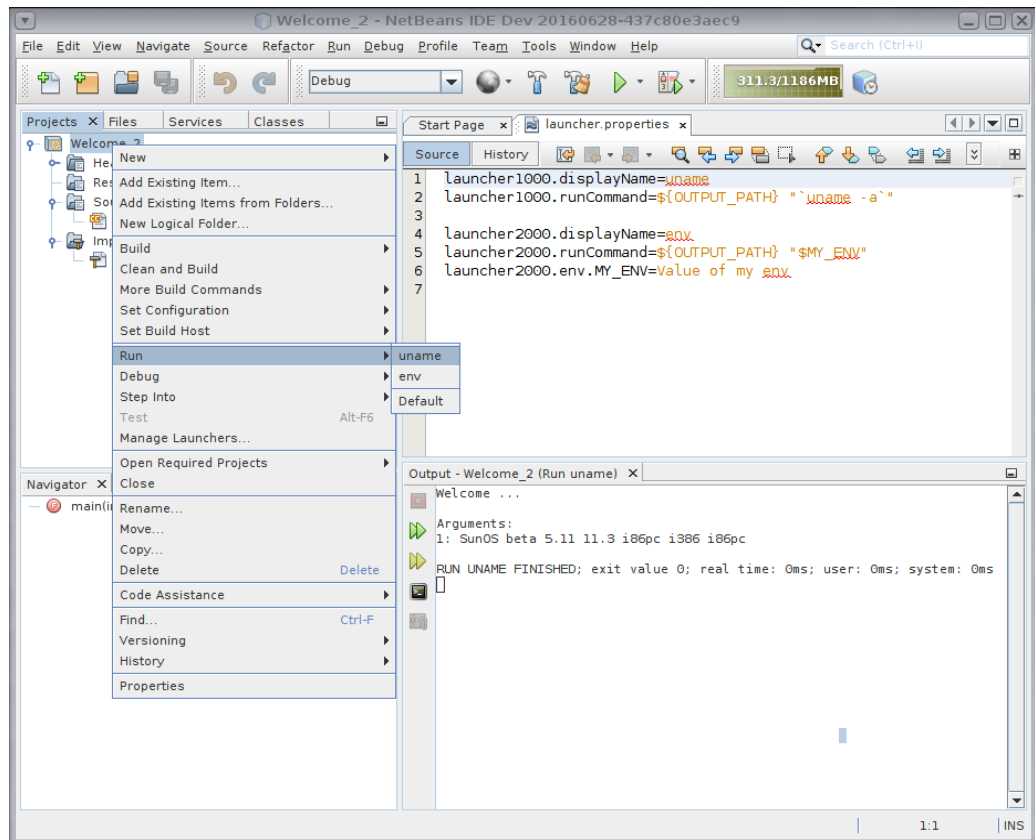 Welcome_2 - NetBeans IDE Dev 20160628-437c80e3aec9
File Edit View Navigate Source Refactor Run Debug Profile Team Tools Window Help
Search (Ctrl+I)
Debug
311.3/1186MB
Projects Files Services Classes
Start Page launcher.properties
Welcome_2
He
Res
Sou
Imp
Source History
1 launcher1000.displayName=uname
2 launcher1000.runCommand=${OUTPUT_PATH} "`uname -a`"
3
4 launcher2000.displayName=env
5 launcher2000.runCommand=${OUTPUT_PATH} "$MY_ENV"
6 launcher2000.env.MY_ENV=Value of my env
7
New
Add Existing Item...
Add Existing Items from Folders...
New Logical Folder...
Build
Clean and Build
More Build Commands
Set Configuration
Set Build Host
Run
Debug
Step Into
Test Alt-F6
Manage Launchers...
Open Required Projects
Close
Rename...
Move...
Copy...
Delete Delete
Code Assistance
Find... Ctrl-F
Versioning
History
Properties
uname
env
Default
Navigator
main(i
Output - Welcome_2 (Run uname)
Welcome ...
Arguments:
1: SunOS beta 5.11 11.3 i86pc i386 i86pc
RUN UNAME FINISHED; exit value 0; real time: 0ms; user: 0ms; system: 0ms
1:1 INS